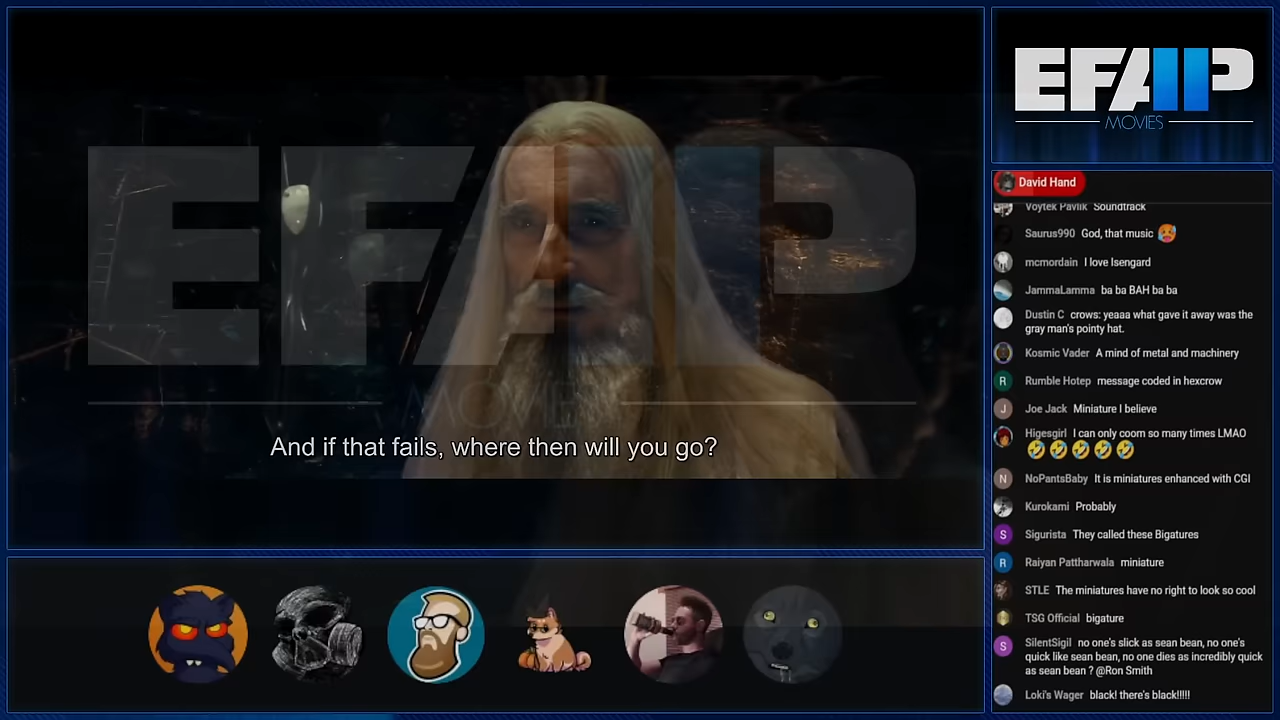 EFAP
MOVIES
And if that fails, where then will you go?
EFAP
MOVIES
David Hand
Voytek Pavlik Soundtrack
Saurus990 God, that music 🥵
mcmordain I love Isengard
JammaLamma ba ba BAH ba ba
Dustin C crows: yeaaa what gave it away was the
gray man's pointy hat.
Kosmic Vader A mind of metal and machinery
R Rumble Hotep message coded in hexcrow
J Joe Jack Miniature I believe
Higesgirl I can only coom so many times LMAO
🤣🤣🤣🤣🤣
N NoPantsBaby It is miniatures enhanced with CGI
Kurokami Probably
S Sigurista They called these Bigatures
R Raiyan Pattharwala miniature
STLE The miniatures have no right to look so cool
TSG Official bigature
S SilentSigil no one's slick as sean bean, no one's
quick like sean bean, no one dies as incredibly quick
as sean bean ? @Ron Smith
Loki's Wager black! there's black!!!!!